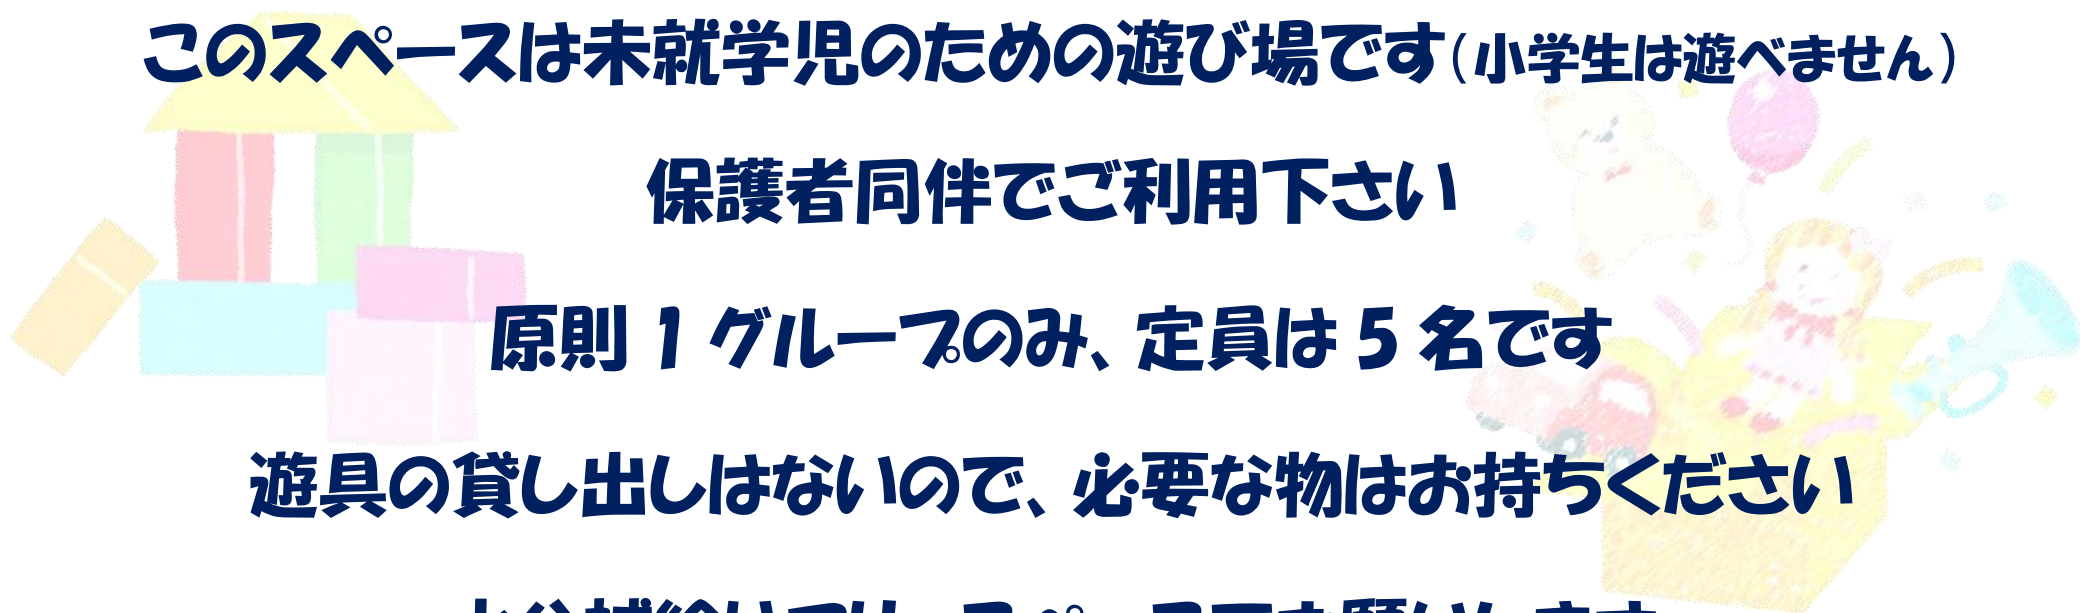 このスペースは未就学児のための遊び場です(小学生は遊べません)
保護者同伴でご利用下さい
原則1グループのみ、定員は5名です
遊具の貸し出しはないので、必要な物はお持ちください